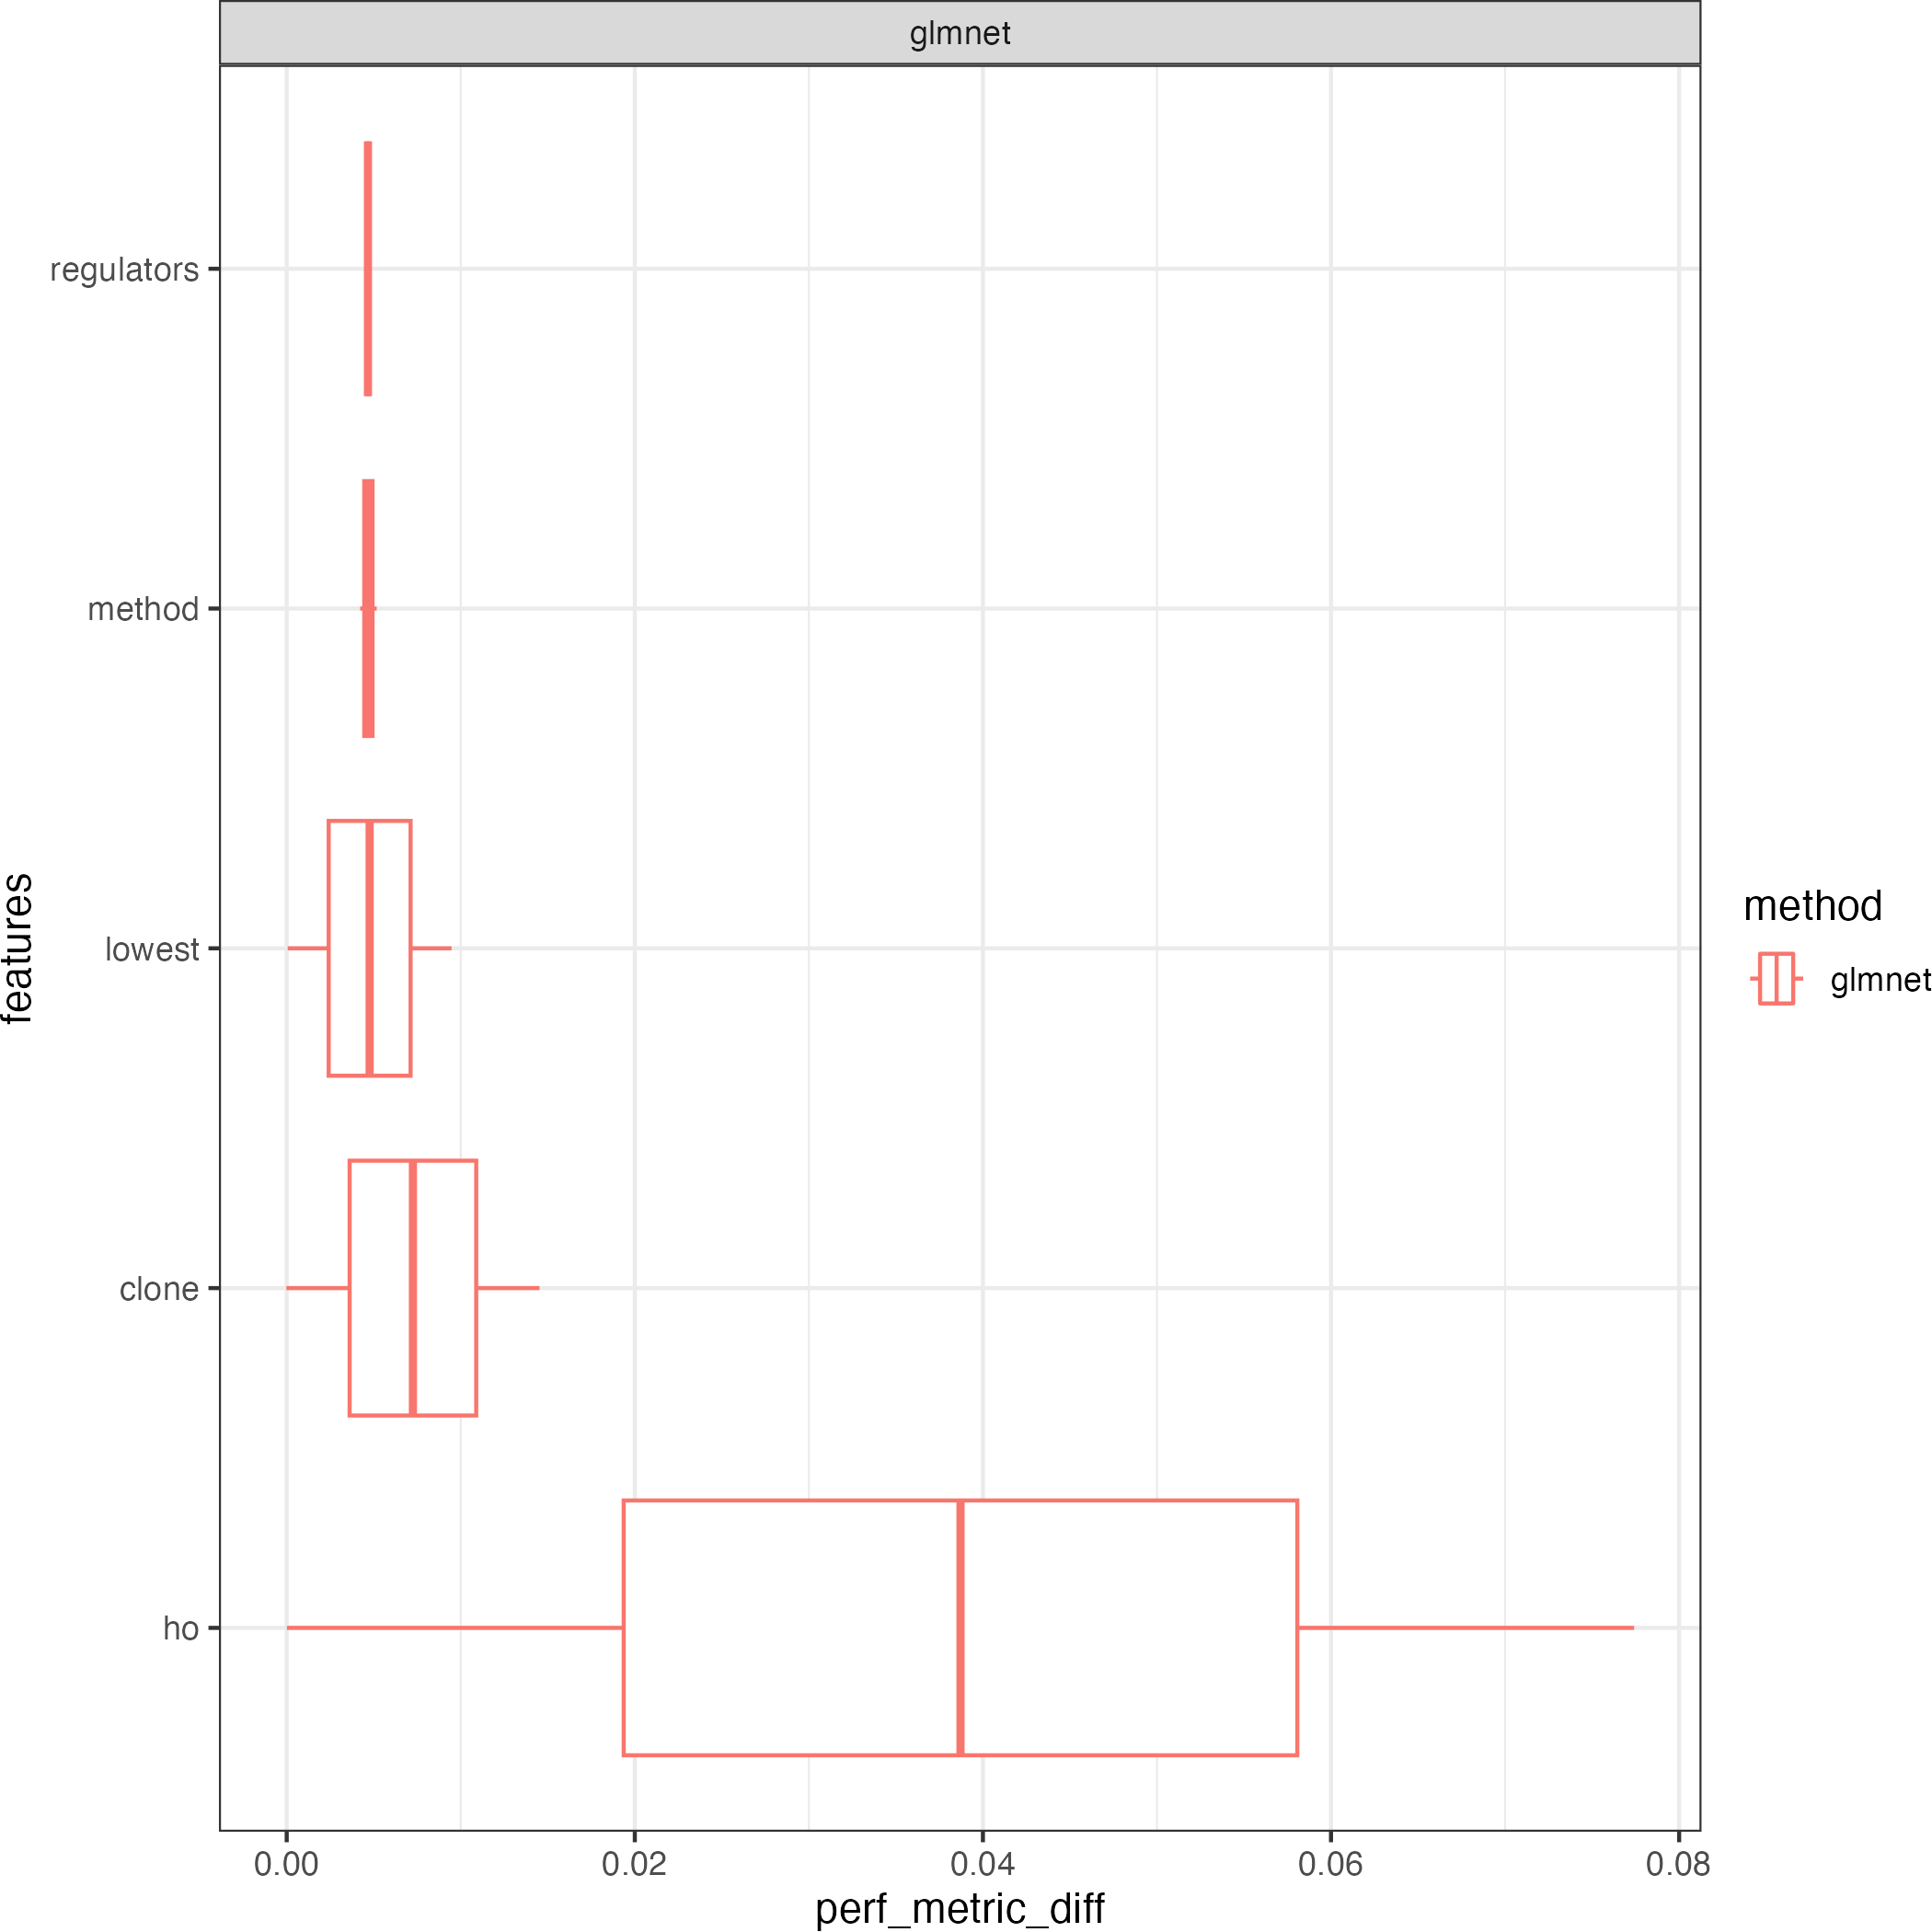 glmnet
features
regulators
method
lowest
clone
ho
0.00 0.02 0.04 0.06 0.08
perf_metric_diff
method
glmnet